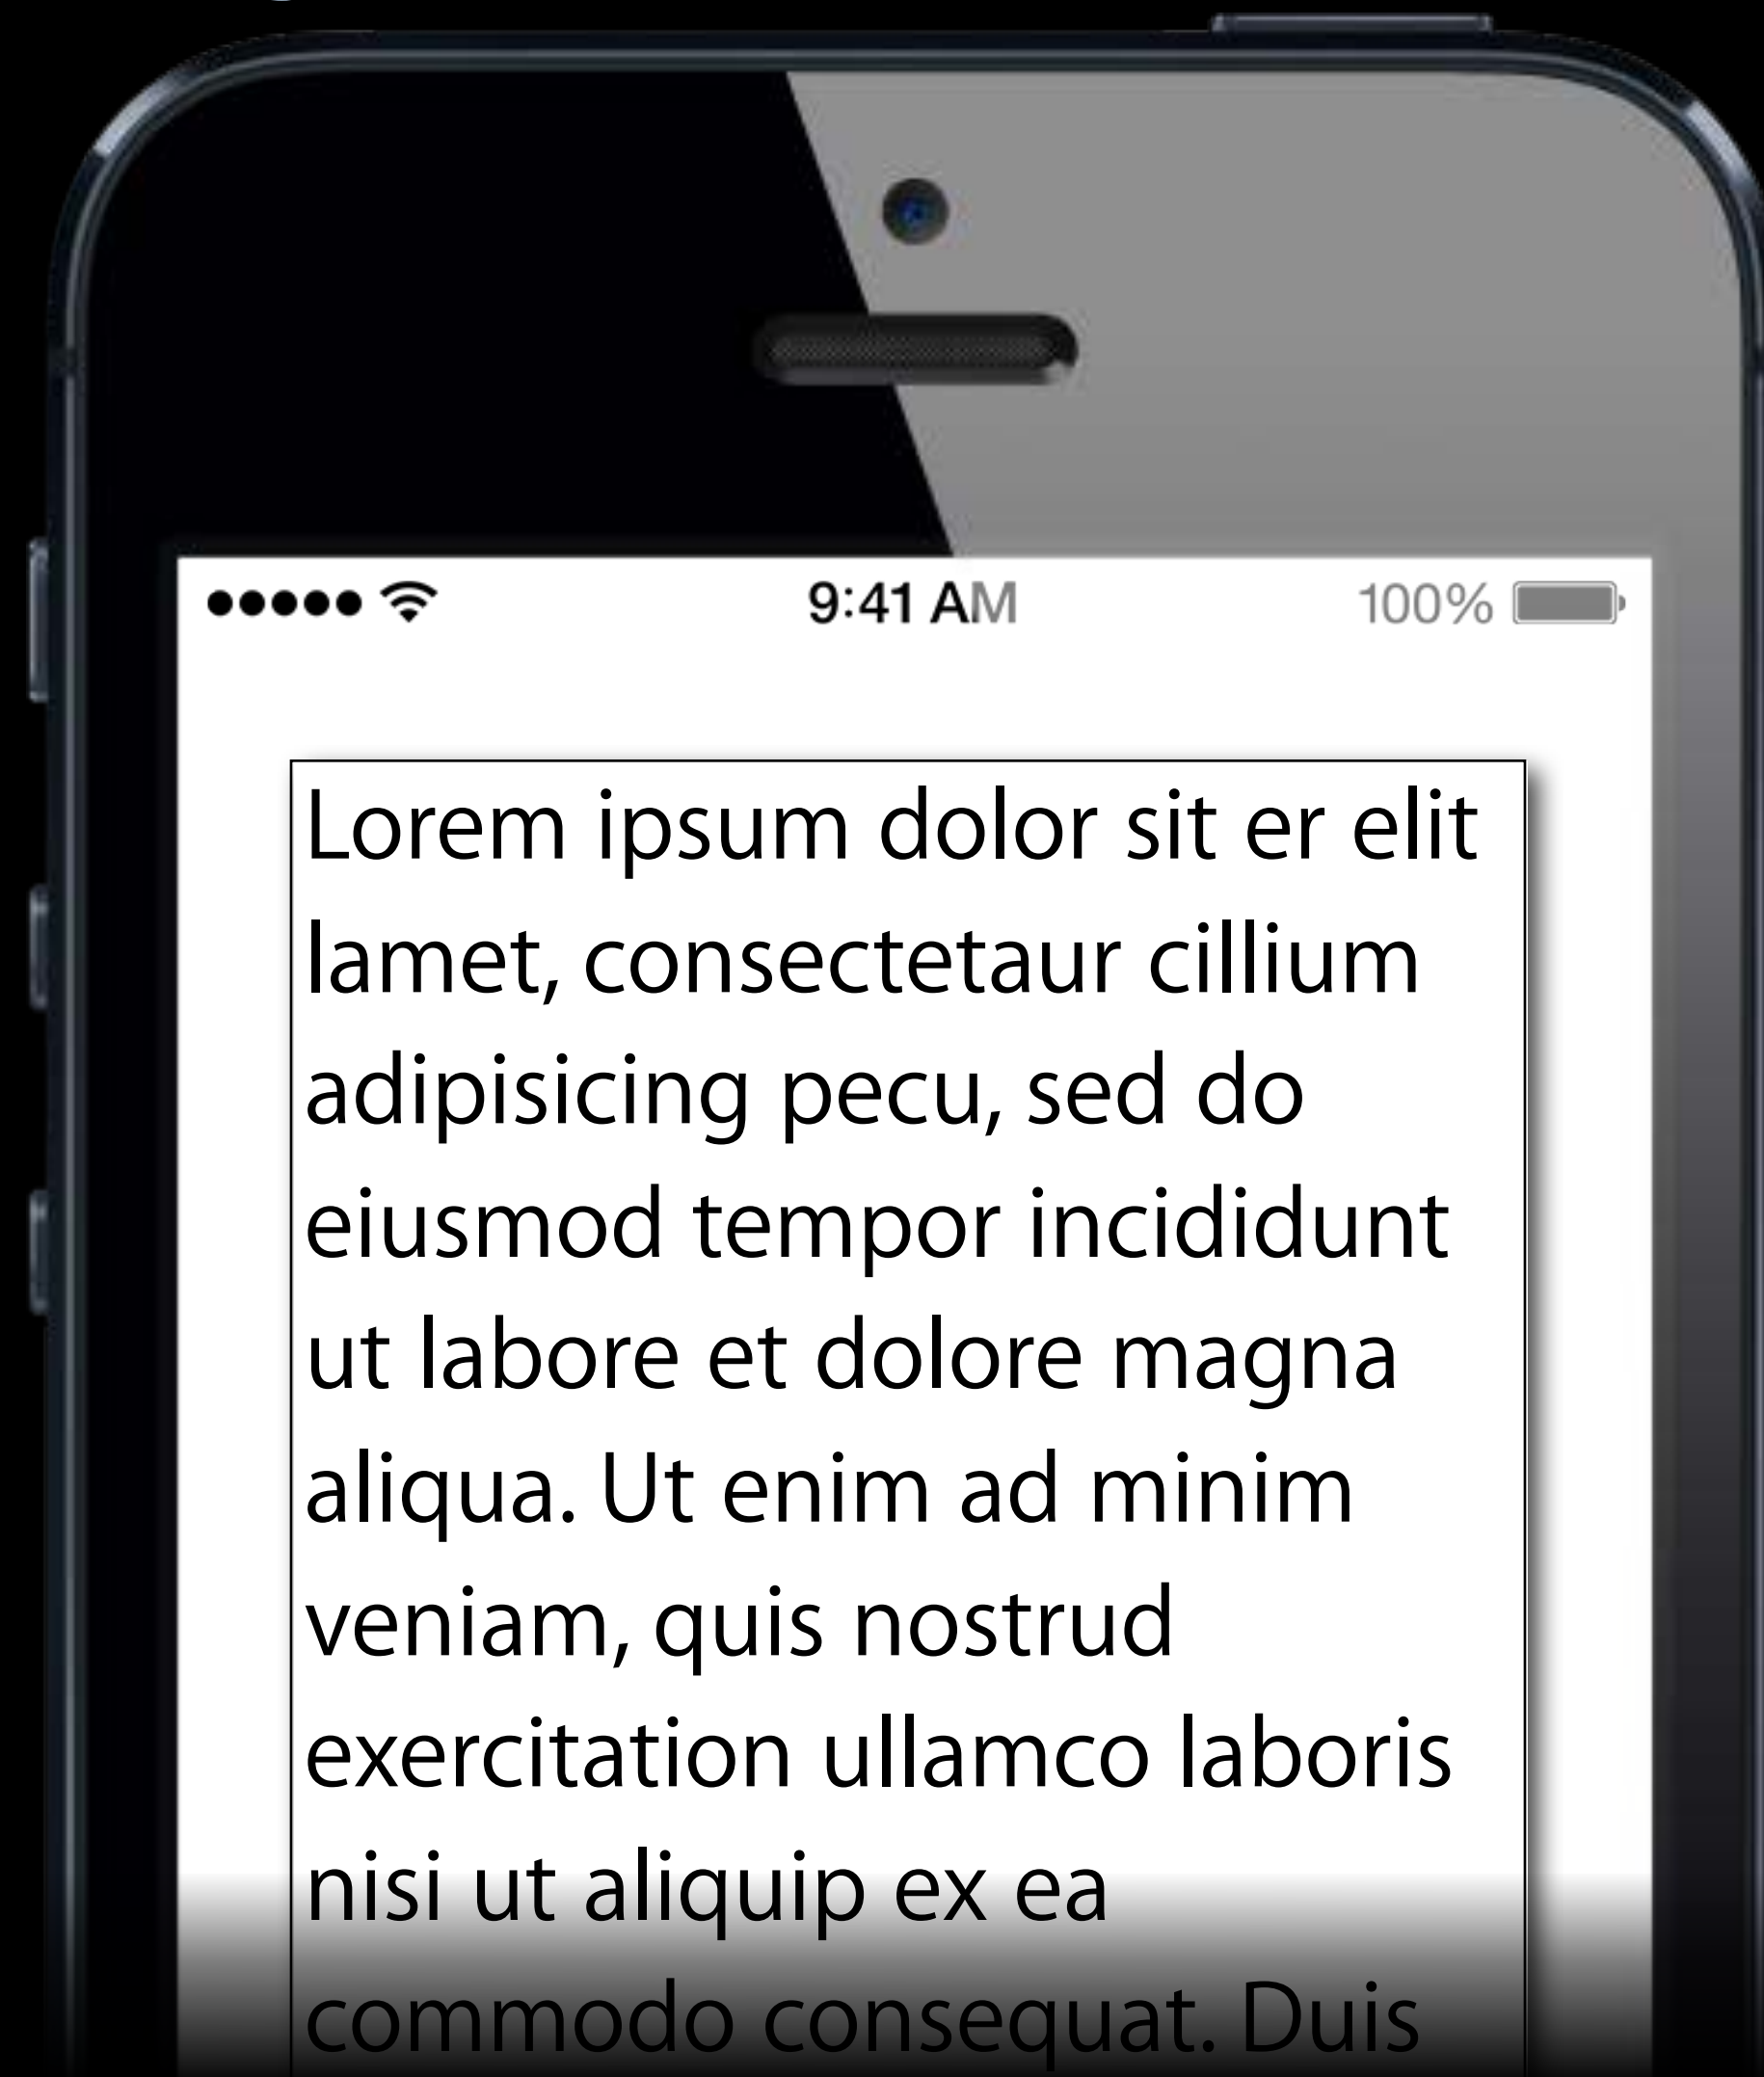 9:41 AM 100%
Lorem ipsum dolor sit er elit
lamet, consectetaur cillium
adipisicing pecu, sed do
eiusmod tempor incididunt
ut labore et dolore magna
aliqua. Ut enim ad minim
veniam, quis nostrud
exercitation ullamco laboris
nisi ut aliquip ex ea
commodo consequat. Duis